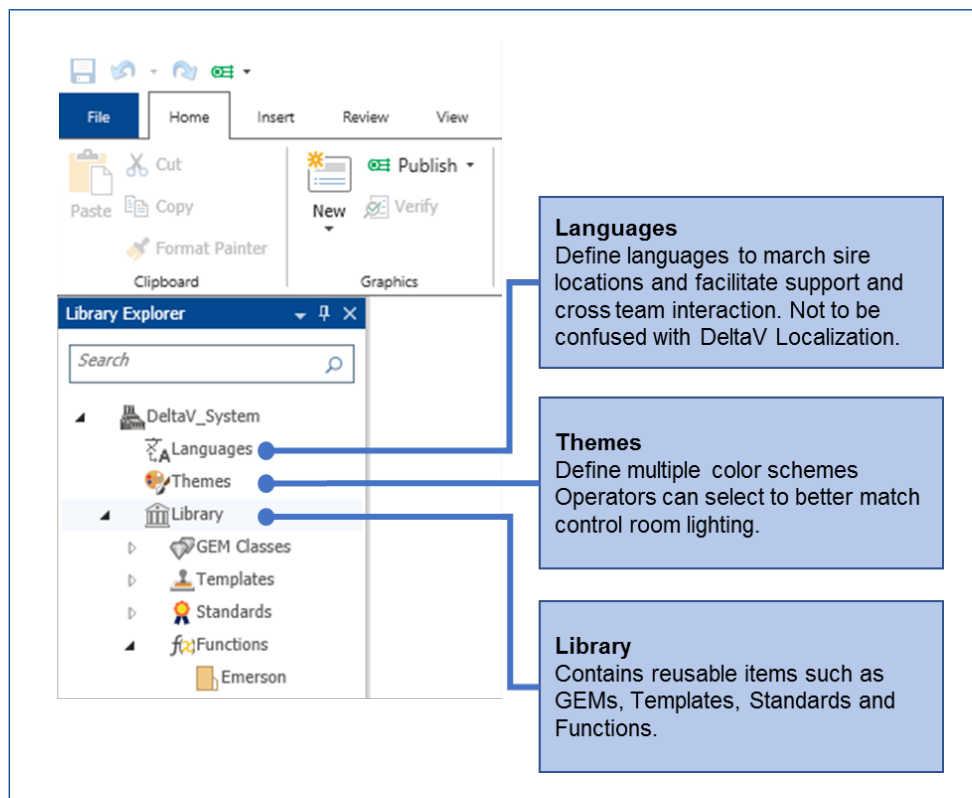 File Home Insert Review View
Paste
Cut
Copy
Format Painter
Clipboard
New
Publish
Verify
Graphics
Library Explorer
Search
DeltaV_System
Languages
Themes
Library
GEM Classes
Templates
Standards
f(x) Functions
Emerson
Languages
Define languages to march sire
locations and facilitate support and
cross team interaction. Not to be
confused with DeltaV Localization.
Themes
Define multiple color schemes
Operators can select to better match
control room lighting.
Library
Contains reusable items such as
GEMs, Templates, Standards and
Functions.